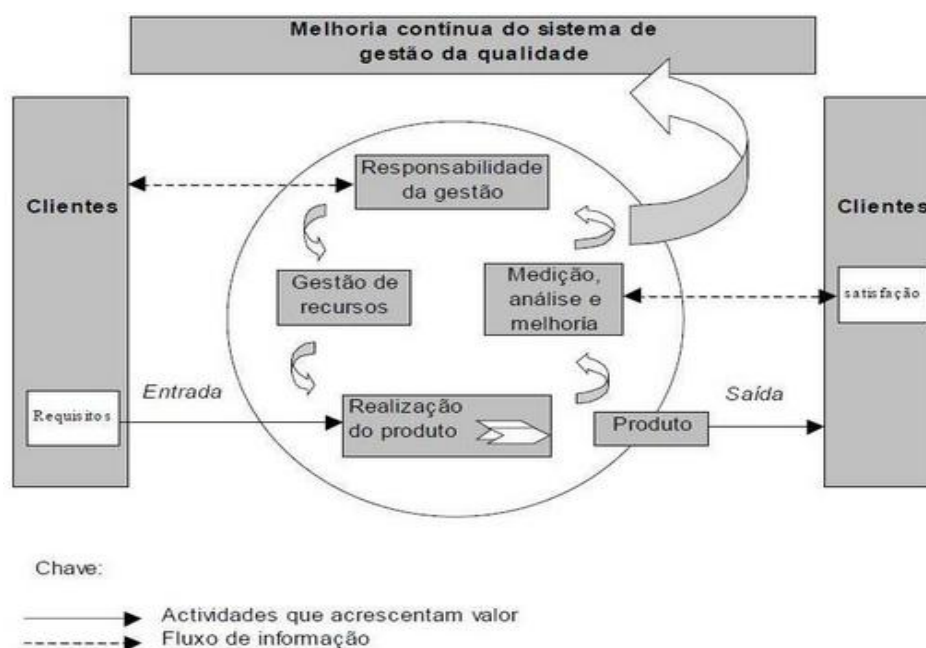 Melhoria contínua do sistema de
gestão da qualidade
Clientes
Requisitos
Entrada
Responsabilidade
da gestão
Gestão de
recursos
Medição,
análise e
melhoria
Realização
do produto
Produto
Saída
Clientes
satisfação
Chave:
Actividades que acrescentam valor
Fluxo de informação